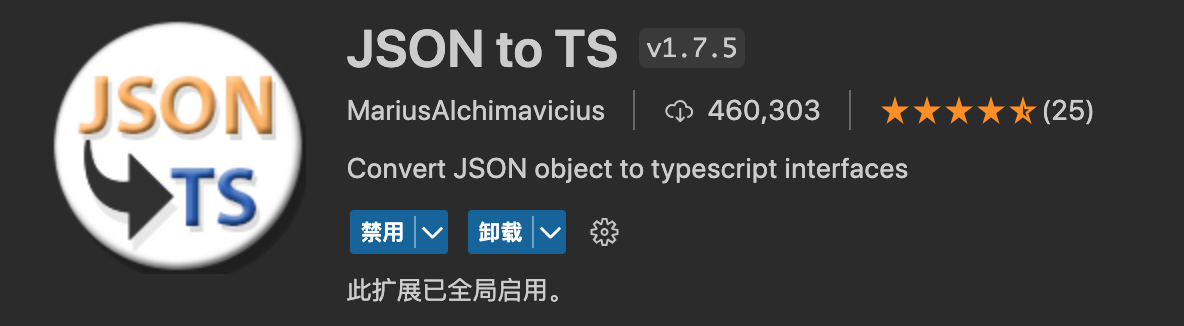 JSON
TS
JSON to TS v1.7.5
MariusAlchimavicius 460,303 (25)
Convert JSON object to typescript interfaces
禁用 卸载
此扩展已全局启用。